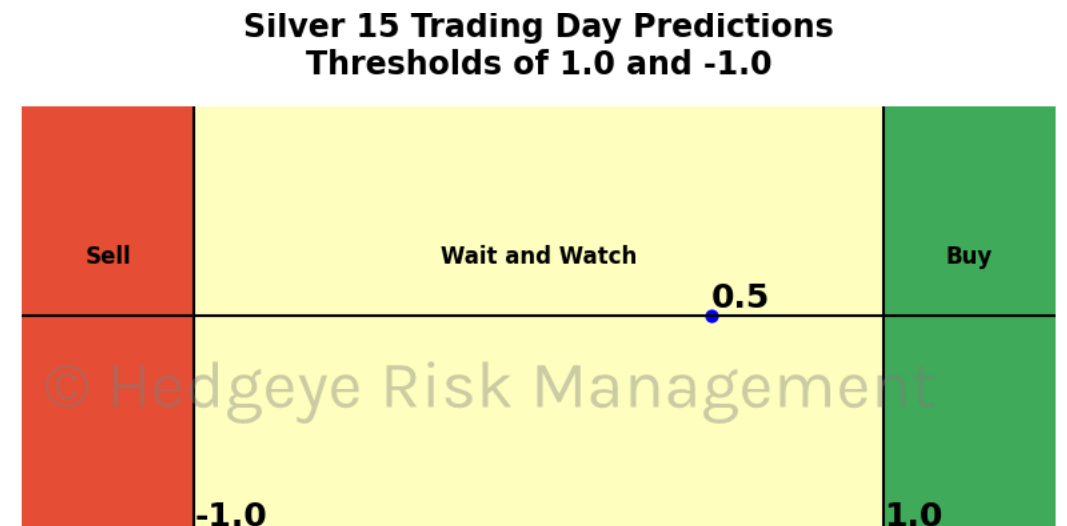 Silver 15 Trading Day Predictions
Thresholds of 1.0 and -1.0
Sell
Wait and Watch
Buy
0.5
© Hedgeye Risk Management
-1.0
1.0